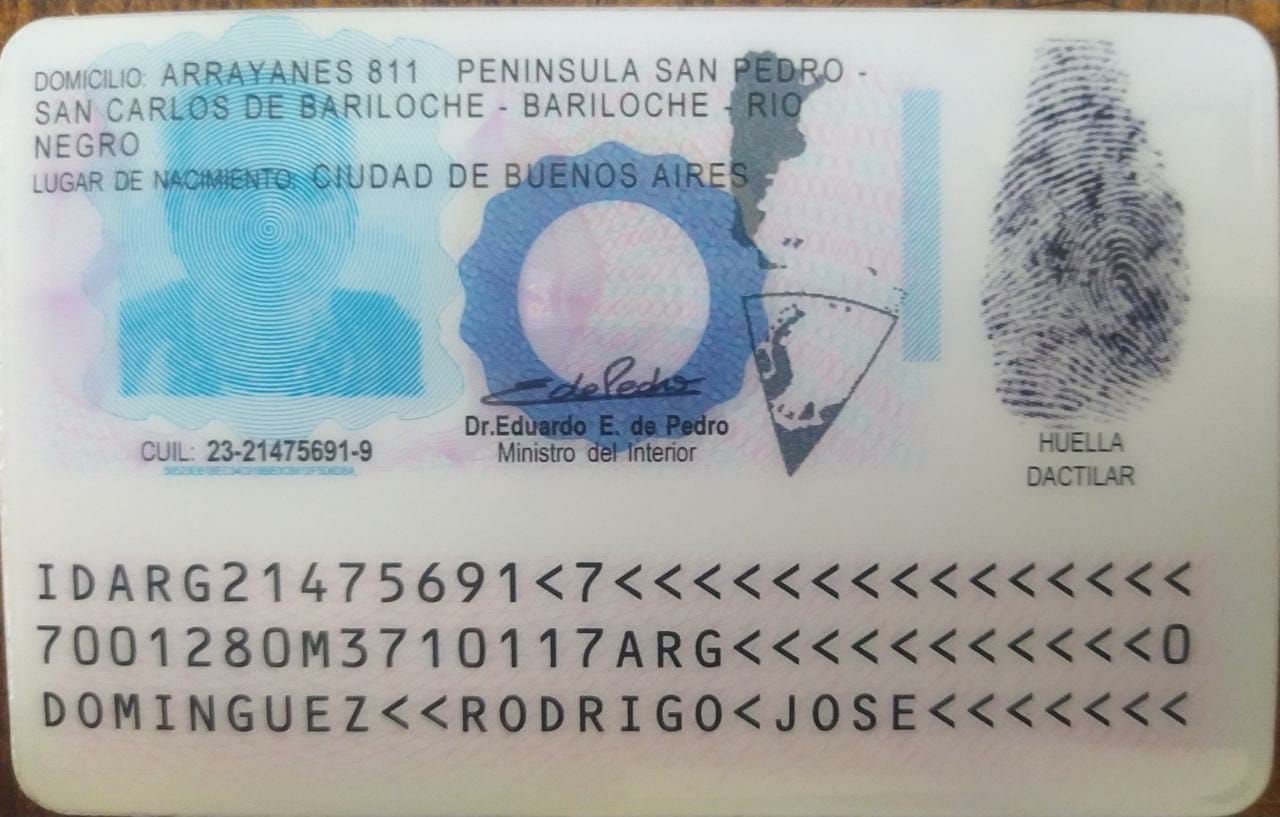 DOMICILIO: ARRAYANES 811 PENINSULA SAN PEDRO -
SAN CARLOS DE BARILOCHE - BARILOCHE - RIO
NEGRO
LUGAR DE NACIMIENTO: CIUDAD DE BUENOS AIRES
E de Pedro
CUIL: 23-21475691-9
Dr.Eduardo E. de Pedro
Ministro del Interior
HUELLA
DACTILAR
IDARG21475691<7<<<<<<<<<<<<<<<
7001280M3710117ARG<<<<<<<<<<<0
DOMINGUEZ<<RODRIGO<JOSE<<<<<<<